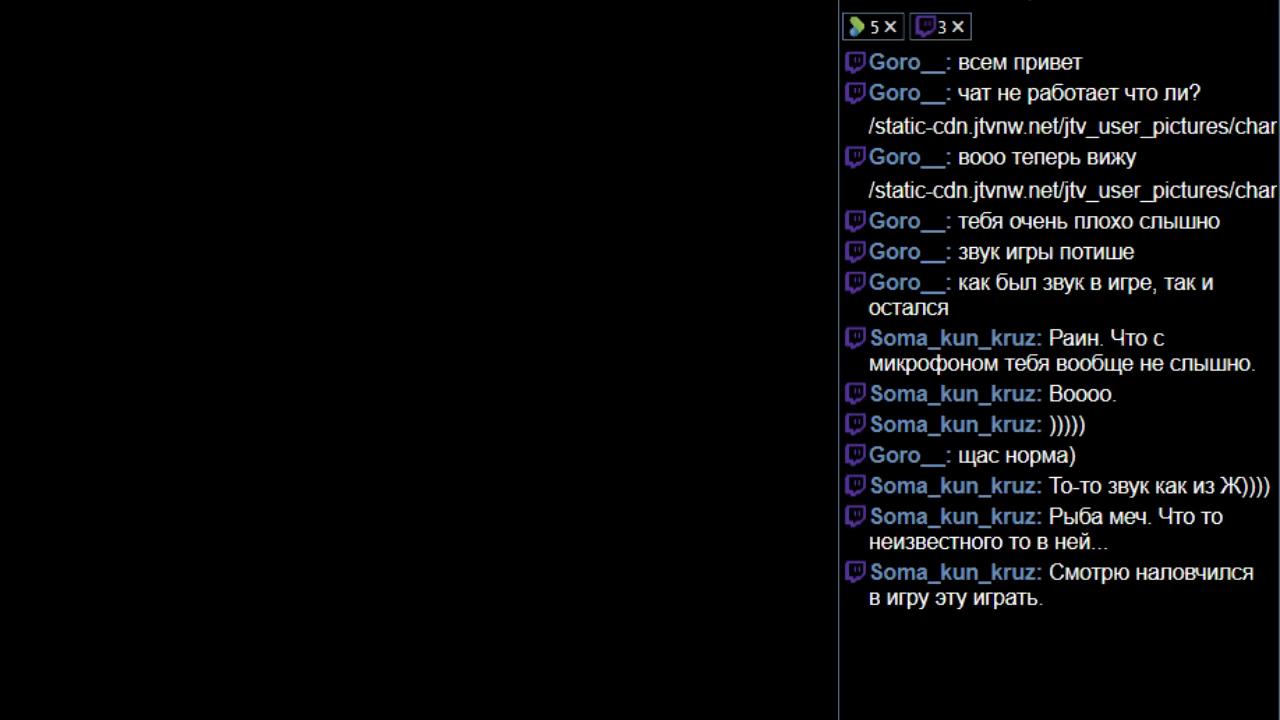 5 ✕ 3 ✕
Goro__: всем привет
Goro__: чат не работает что ли?
/static-cdn.jtvnw.net/jtv_user_pictures/char
Goro__: вооо теперь вижу
/static-cdn.jtvnw.net/jtv_user_pictures/char
Goro__: тебя очень плохо слышно
Goro__: звук игры потише
Goro__: как был звук в игре, так и
остался
Soma_kun_kruz: Раин. Что с
микрофоном тебя вообще не слышно.
Soma_kun_kruz: Воооо.
Soma_kun_kruz: )))))
Goro__: щас норма)
Soma_kun_kruz: То-то звук как из Ж))))
Soma_kun_kruz: Рыба меч. Что то
неизвестного то в ней...
Soma_kun_kruz: Смотрю наловчился
в игру эту играть.